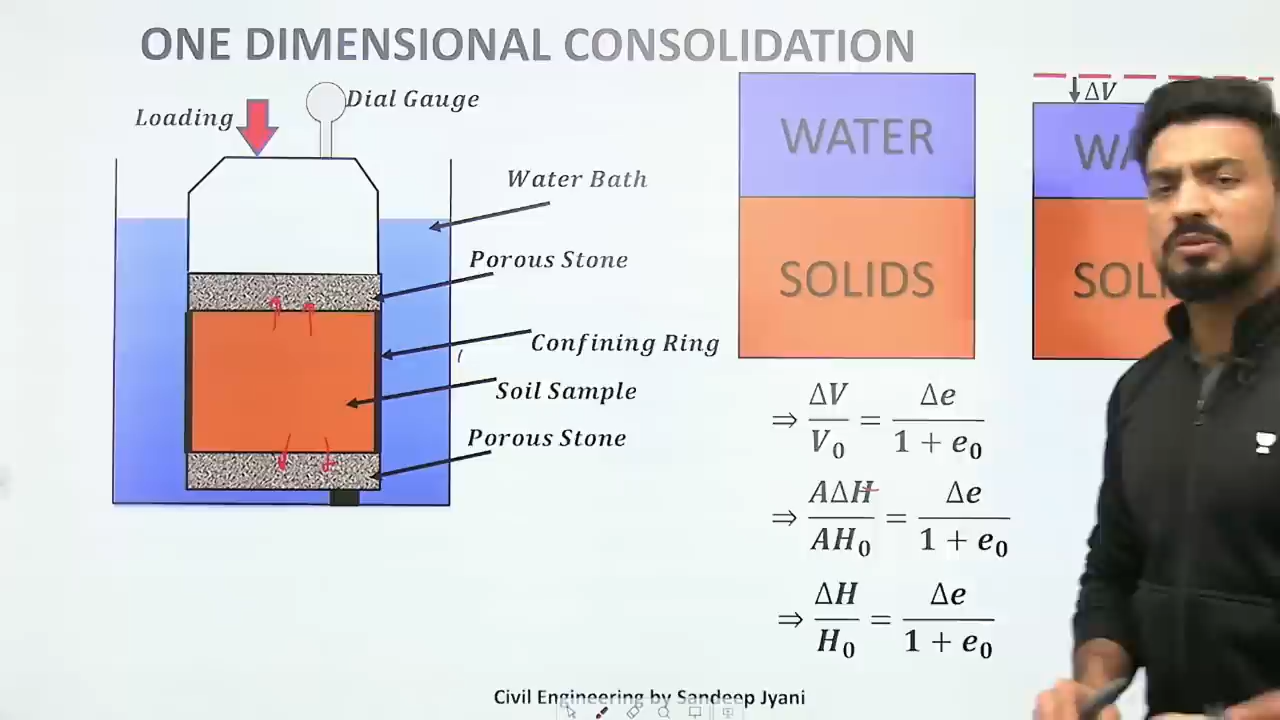 ONE DIMENSIONAL CONSOLIDATION
Loading
Dial Gauge
Water Bath
Porous Stone
Confining Ring
Soil Sample
Porous Stone
WATER
SOLIDS
ΔV
⇒ ΔV/V₀ = Δe/(1 + e₀)
⇒ AΔH/AH₀ = Δe/(1 + e₀)
⇒ ΔH/H₀ = Δe/(1 + e₀)
Civil Engineering by Sandeep Jyani